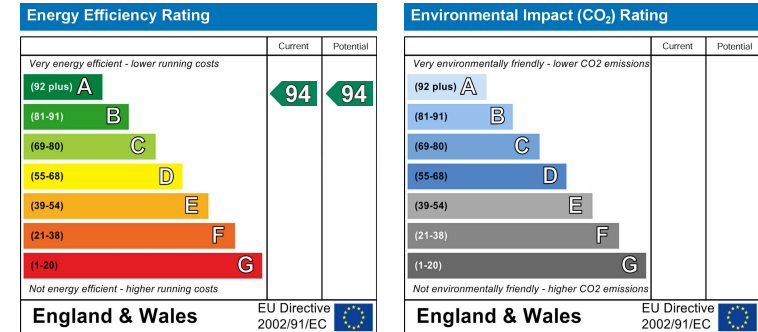 Energy Efficiency Rating
Current Potential
Very energy efficient - lower running costs
(92 plus) A 94 94
(81-91) B
(69-80) C
(55-68) D
(39-54) E
(21-38) F
(1-20) G
Not energy efficient - higher running costs
England & Wales
EU Directive
2002/91/EC
Environmental Impact (CO₂) Rating
Current Potential
Very environmentally friendly - lower CO2 emissions
(92 plus) A
(81-91) B
(69-80) C
(55-68) D
(39-54) E
(21-38) F
(1-20) G
Not environmentally friendly - higher CO2 emissions
England & Wales
EU Directive
2002/91/EC